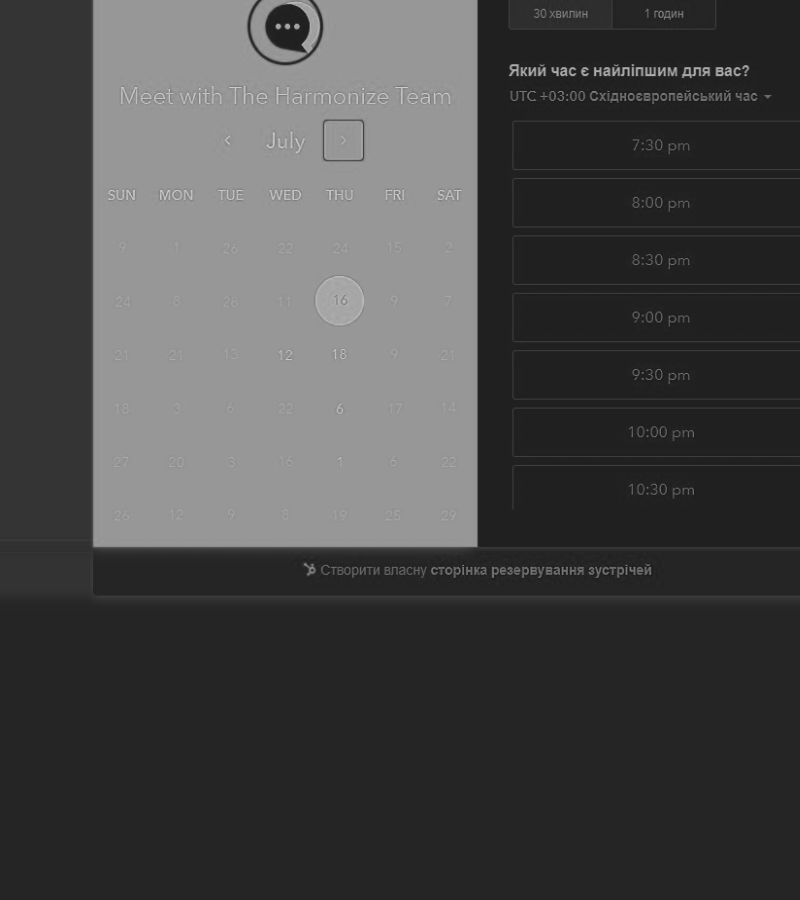 Meet with The Harmonize Team
July
SUN MON TUE WED THU FRI SAT
9 1 26 22 24 15 2
24 8 28 11 16 9 7
21 21 13 12 18 9 21
18 3 6 22 6 17 14
27 20 3 16 1 6 22
26 12 9 8 19 25 29
30 хвилин 1 годин
Який час є найліпшим для вас?
UTC +03:00 Східноєвропейський час
7:30 pm
8:00 pm
8:30 pm
9:00 pm
9:30 pm
10:00 pm
10:30 pm
Створити власну сторінка резервування зустрічей